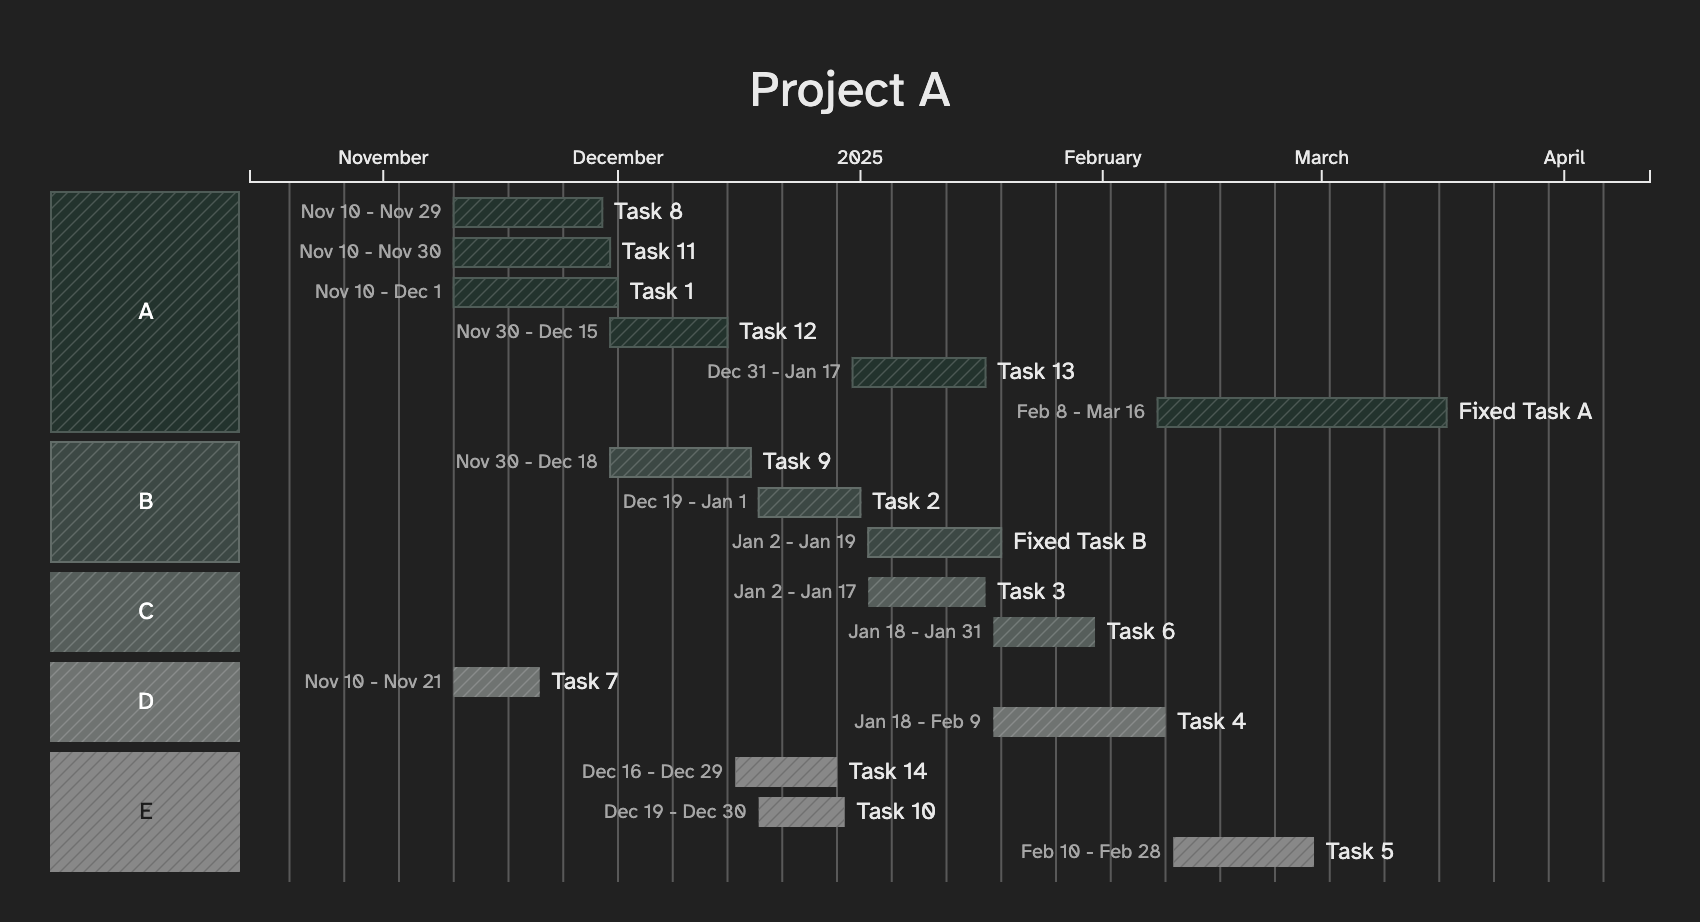 Project A
November December 2025 February March April
A
Nov 10 - Nov 29 Task 8
Nov 10 - Nov 30 Task 11
Nov 10 - Dec 1 Task 1
Nov 30 - Dec 15 Task 12
Dec 31 - Jan 17 Task 13
Feb 8 - Mar 16 Fixed Task A
B
Nov 30 - Dec 18 Task 9
Dec 19 - Jan 1 Task 2
Jan 2 - Jan 19 Fixed Task B
C
Jan 2 - Jan 17 Task 3
Jan 18 - Jan 31 Task 6
D
Nov 10 - Nov 21 Task 7
Jan 18 - Feb 9 Task 4
E
Dec 16 - Dec 29 Task 14
Dec 19 - Dec 30 Task 10
Feb 10 - Feb 28 Task 5